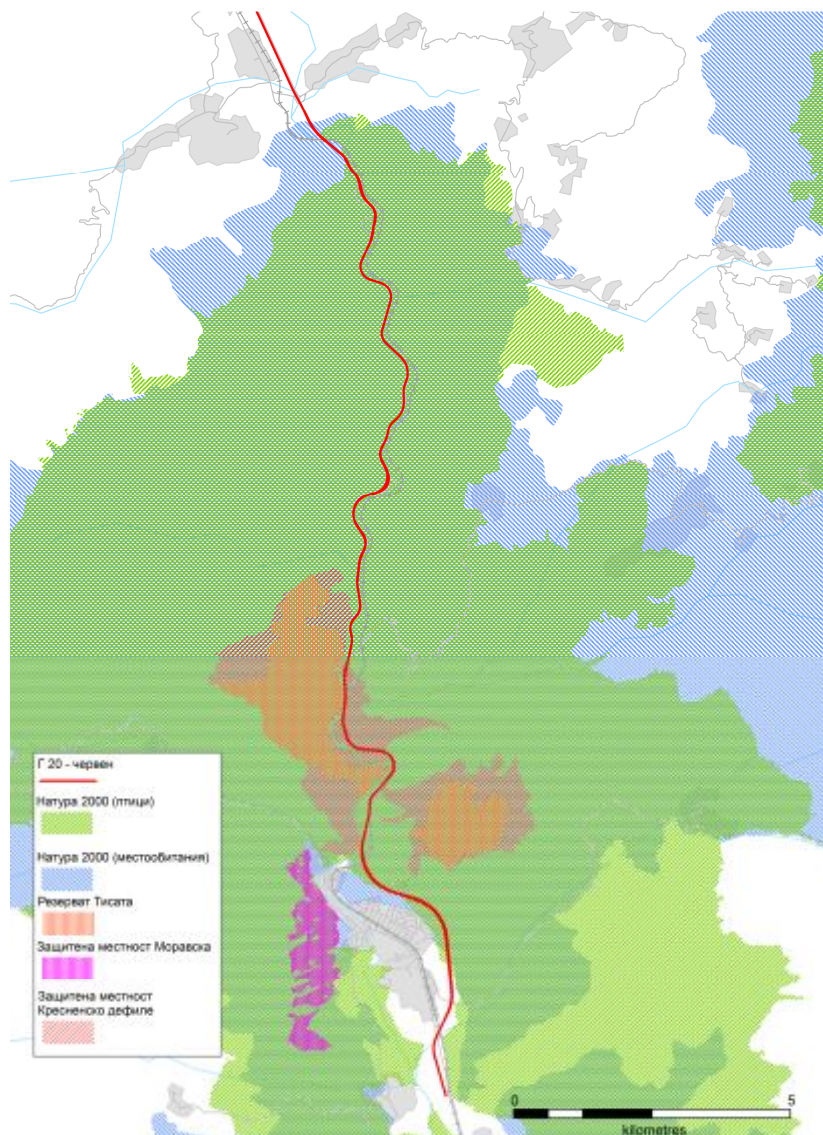 Г 20 - червен
Натура 2000 (птици)
Натура 2000 (местообитания)
Резерват Тисата
Защитена местност Моравска
Защитена местност
Кресненско дефиле
0 5
kilometres